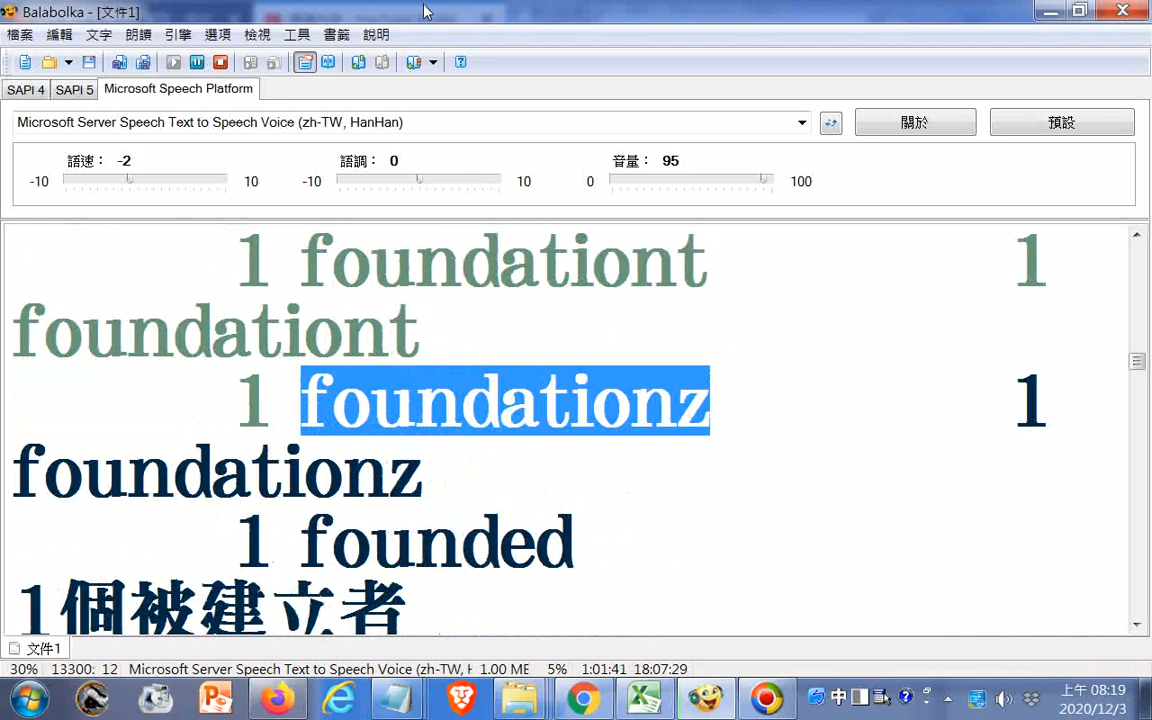 Balabolka - [文件1]
檔案 編輯 文字 朗讀 引擎 選項 檢視 工具 書籤 說明
SAPI 4 SAPI 5 Microsoft Speech Platform
Microsoft Server Speech Text to Speech Voice (zh-TW, HanHan) 關於 預設
語速： -2 語調： 0 音量： 95
-10 10 -10 10 0 100
1 foundationt 1
foundationt
1 foundationz 1
foundationz
1 founded
1個被建立者
文件1
30% 13300: 12 Microsoft Server Speech Text to Speech Voice (zh-TW, H 1.00 ME 5% 1:01:41 18:07:29
中 上午 08:19
2020/12/3